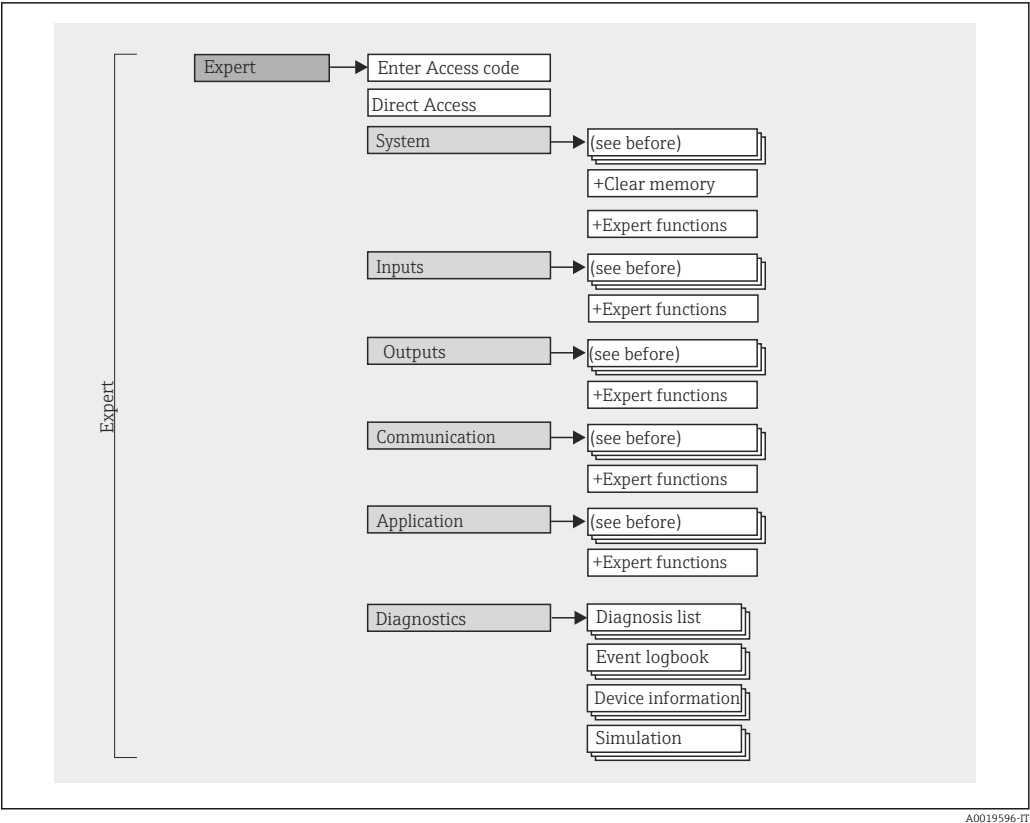 Expert
Expert
Enter Access code
Direct Access
System
(see before)
+Clear memory
+Expert functions
Inputs
(see before)
+Expert functions
Outputs
(see before)
+Expert functions
Communication
(see before)
+Expert functions
Application
(see before)
+Expert functions
Diagnostics
Diagnosis list
Event logbook
Device information
Simulation
A0019596-IT